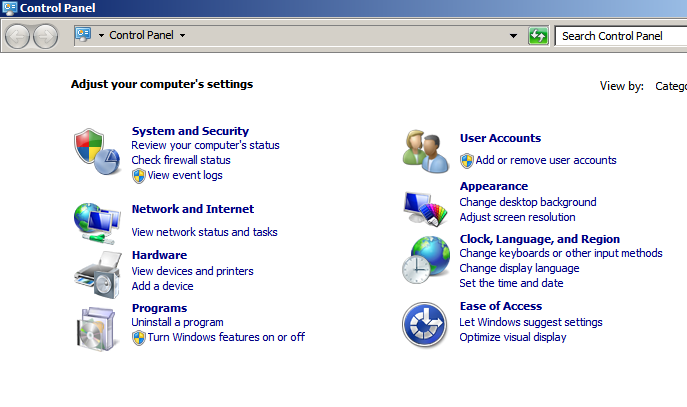 Control Panel
Control Panel
Search Control Panel
Adjust your computer's settings
View by:
System and Security
Review your computer's status
Check firewall status
View event logs
Network and Internet
View network status and tasks
Hardware
View devices and printers
Add a device
Programs
Uninstall a program
Turn Windows features on or off
User Accounts
Add or remove user accounts
Appearance
Change desktop background
Adjust screen resolution
Clock, Language, and Region
Change keyboards or other input methods
Change display language
Set the time and date
Ease of Access
Let Windows suggest settings
Optimize visual display